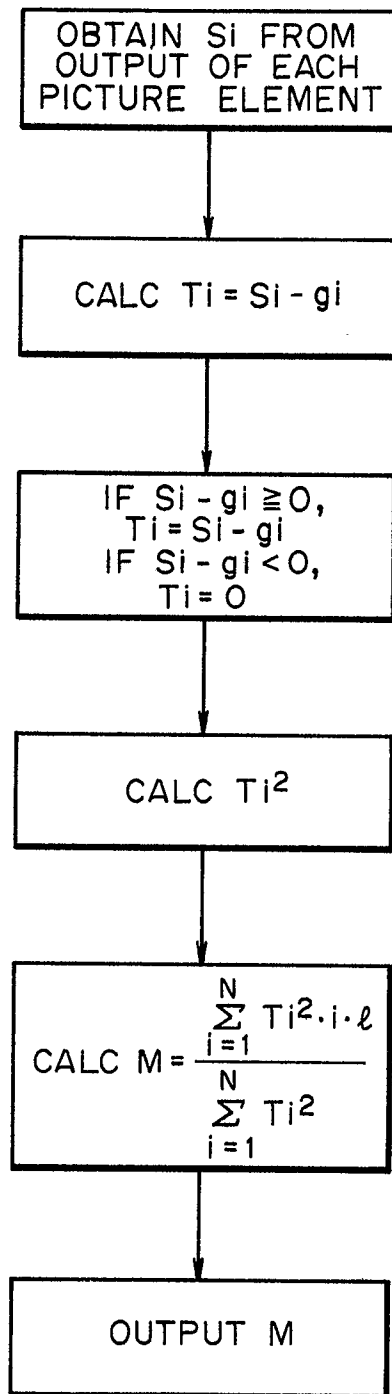 OBTAIN Si FROM
OUTPUT OF EACH
PICTURE ELEMENT
CALC Ti = Si - gi
IF Si - gi ≧ 0,
Ti = Si - gi
IF Si - gi < 0,
Ti = 0
CALC Ti²
N
Σ Ti²·i·ℓ
i = 1
CALC M =
N
Σ Ti²
i = 1
OUTPUT M